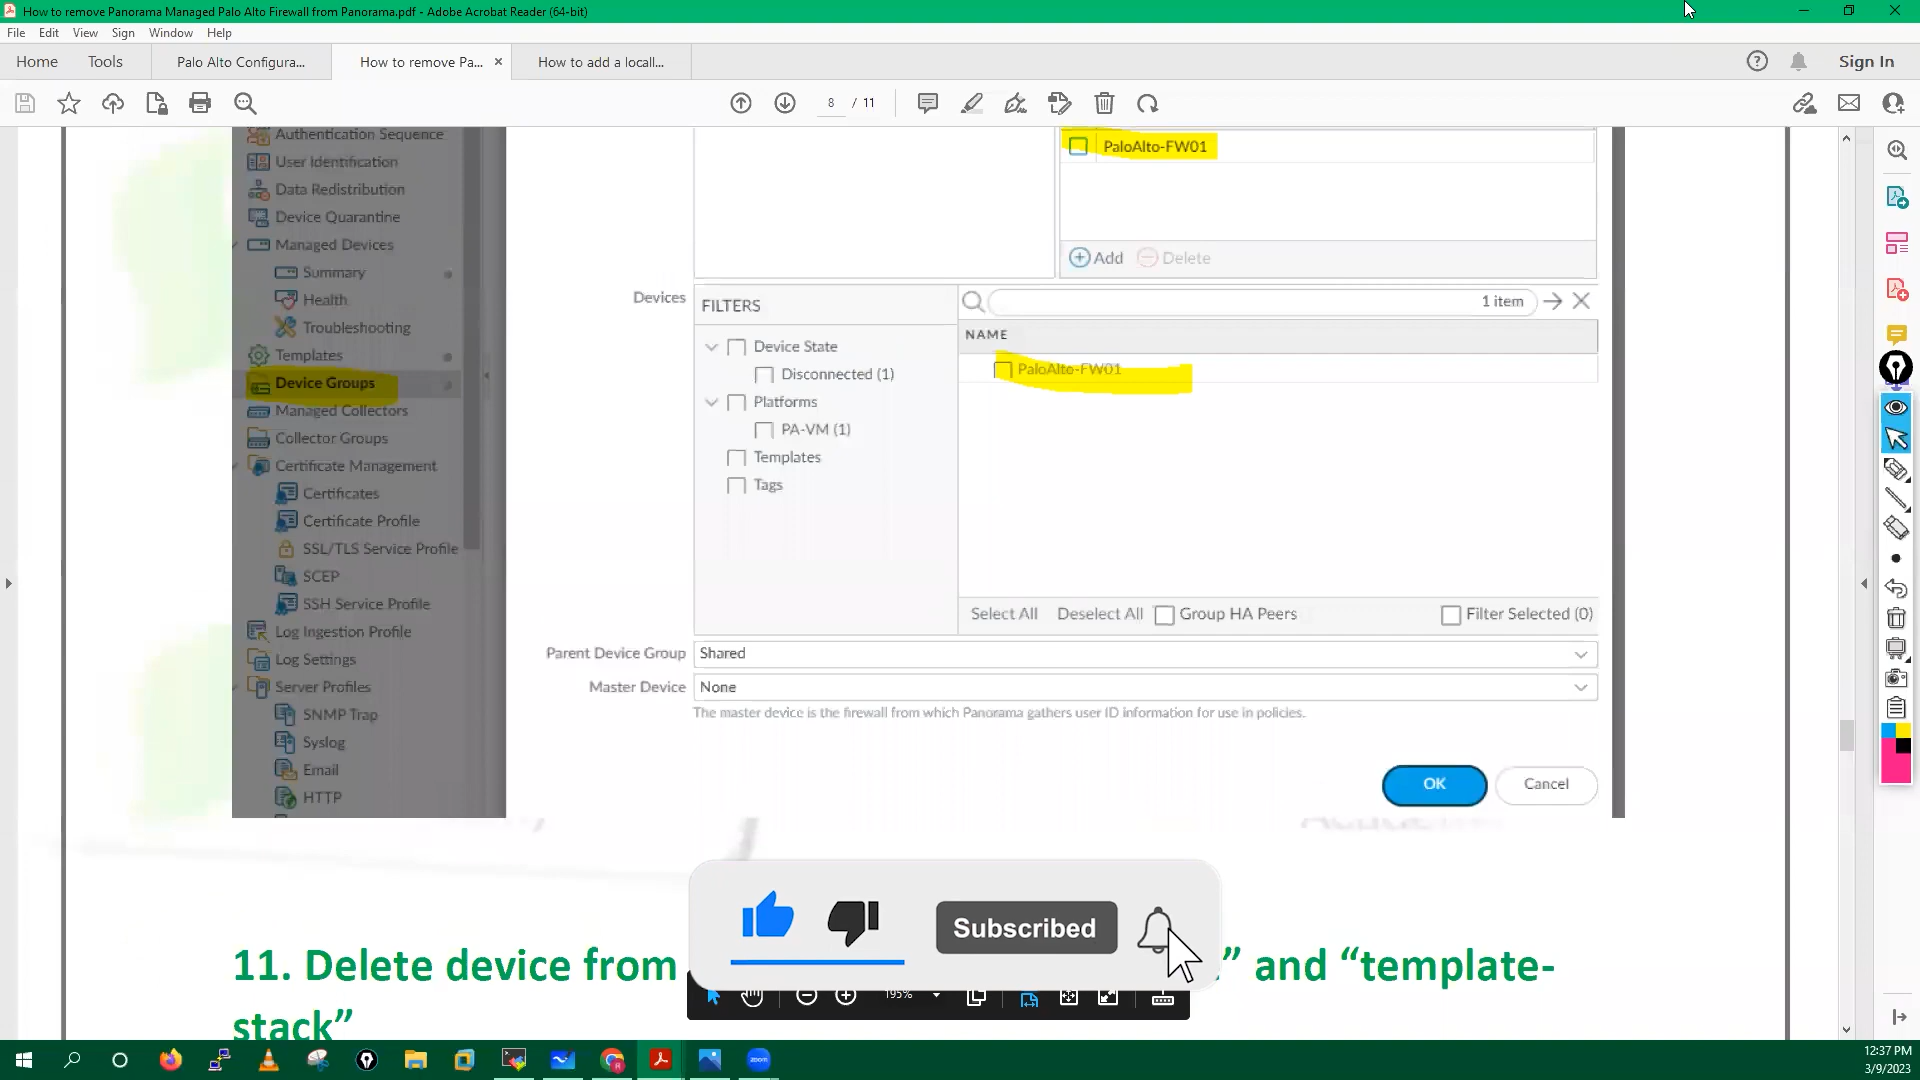 How to remove Panorama Managed Palo Alto Firewall from Panorama.pdf - Adobe Acrobat Reader (64-bit)
File Edit View Sign Window Help
Home Tools Palo Alto Configura... How to remove Pa... × How to add a locall... Sign In
8 / 11
Authentication Sequence
User Identification
Data Redistribution
Device Quarantine
Managed Devices
Summary
Health
Troubleshooting
Templates
Device Groups
Managed Collectors
Collector Groups
Certificate Management
Certificates
Certificate Profile
SSL/TLS Service Profile
SCEP
SSH Service Profile
Log Ingestion Profile
Log Settings
Server Profiles
SNMP Trap
Syslog
Email
HTTP
PaloAlto-FW01
Add Delete
Devices
FILTERS
Device State
Disconnected (1)
Platforms
PA-VM (1)
Templates
Tags
1 item
NAME
PaloAlto-FW01
Select All Deselect All Group HA Peers Filter Selected (0)
Parent Device Group Shared
Master Device None
The master device is the firewall from which Panorama gathers user ID information for use in policies.
OK Cancel
11. Delete device from ” and “template-
stack”
Subscribed
195%
zoom
12:37 PM
3/9/2023